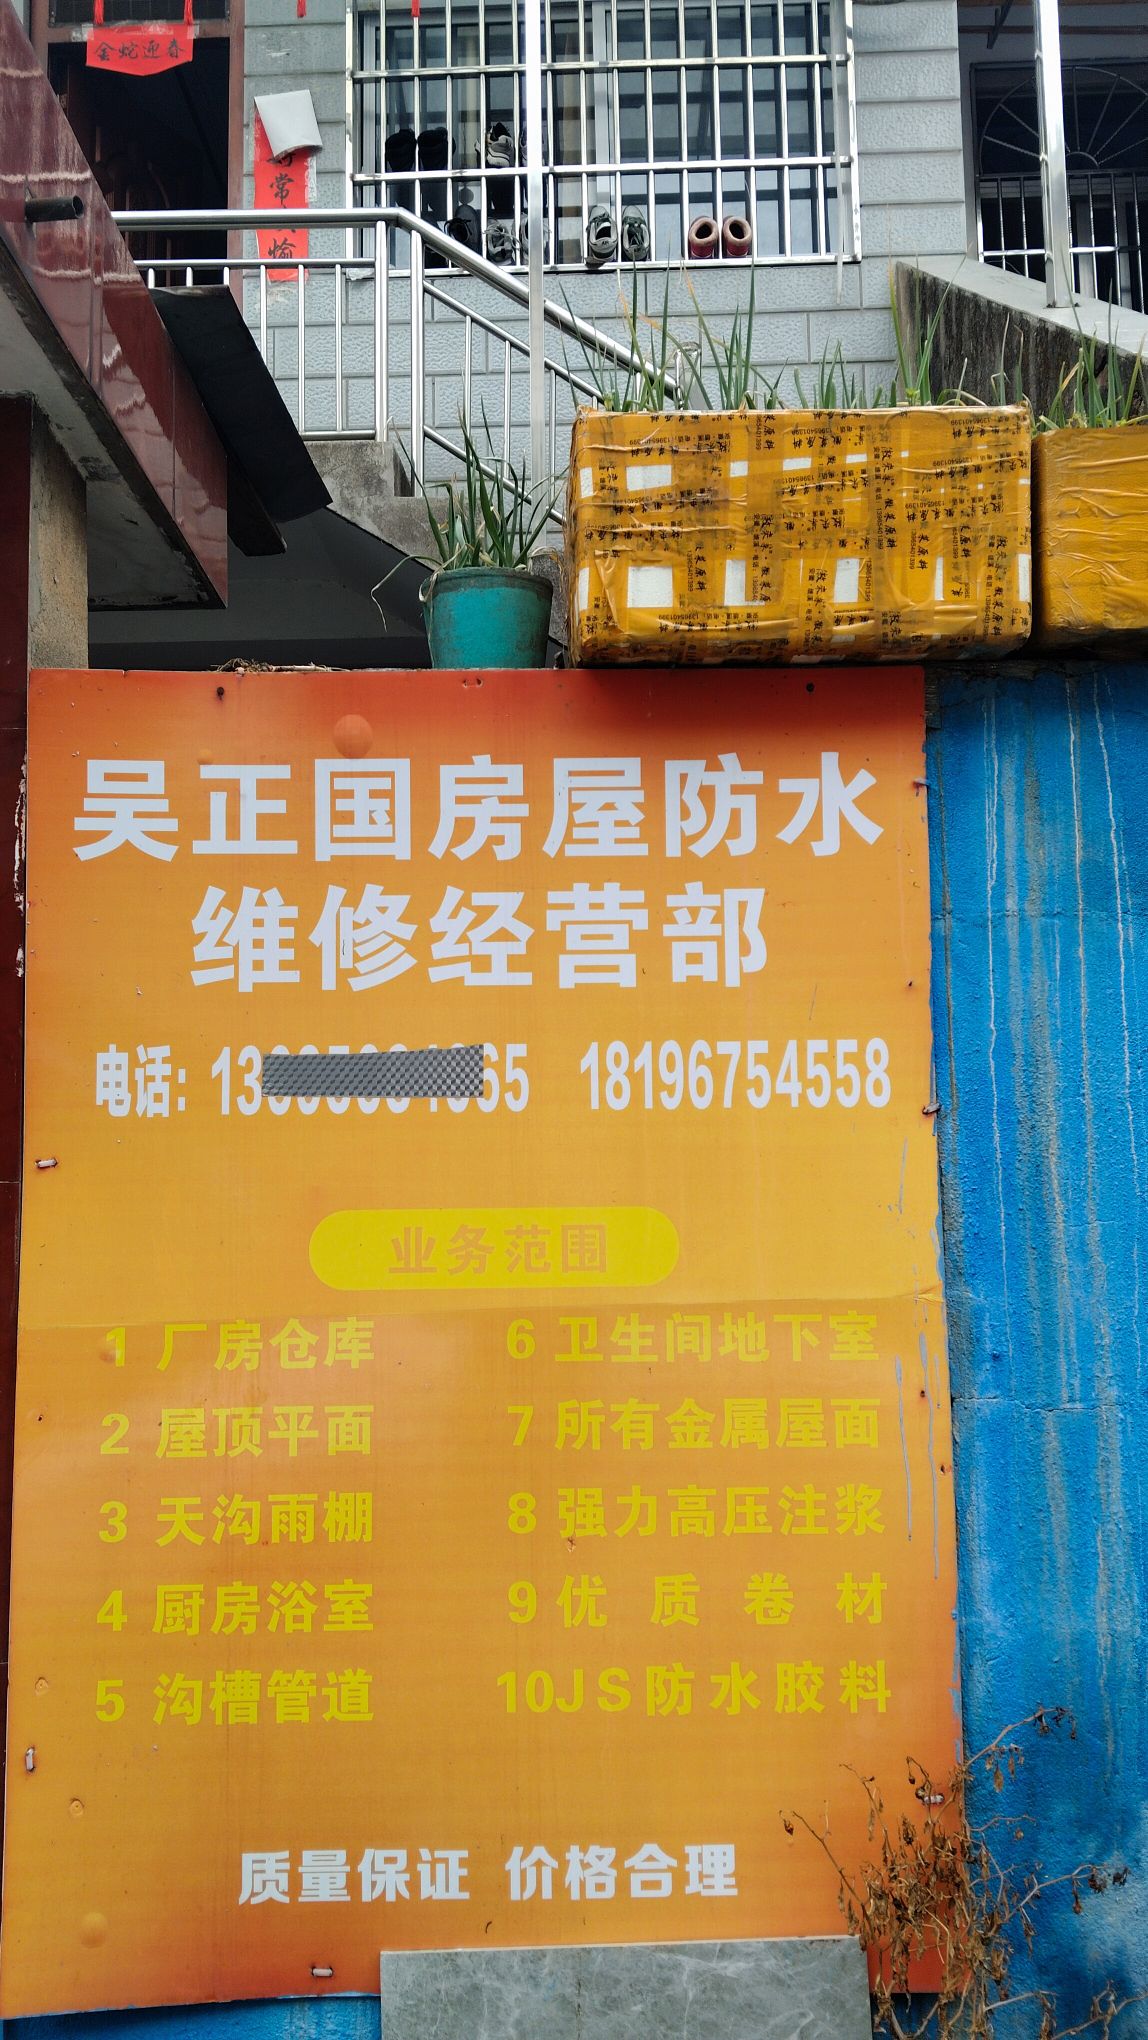 金蛇迎春
常
愉
吴正国房屋防水
维修经营部
电话: 13 65 18196754558
业务范围
1 厂房仓库
6 卫生间地下室
2 屋顶平面
7 所有金属屋面
3 天沟雨棚
8 强力高压注浆
4 厨房浴室
9 优质卷材
5 沟槽管道
10JS防水胶料
质量保证 价格合理